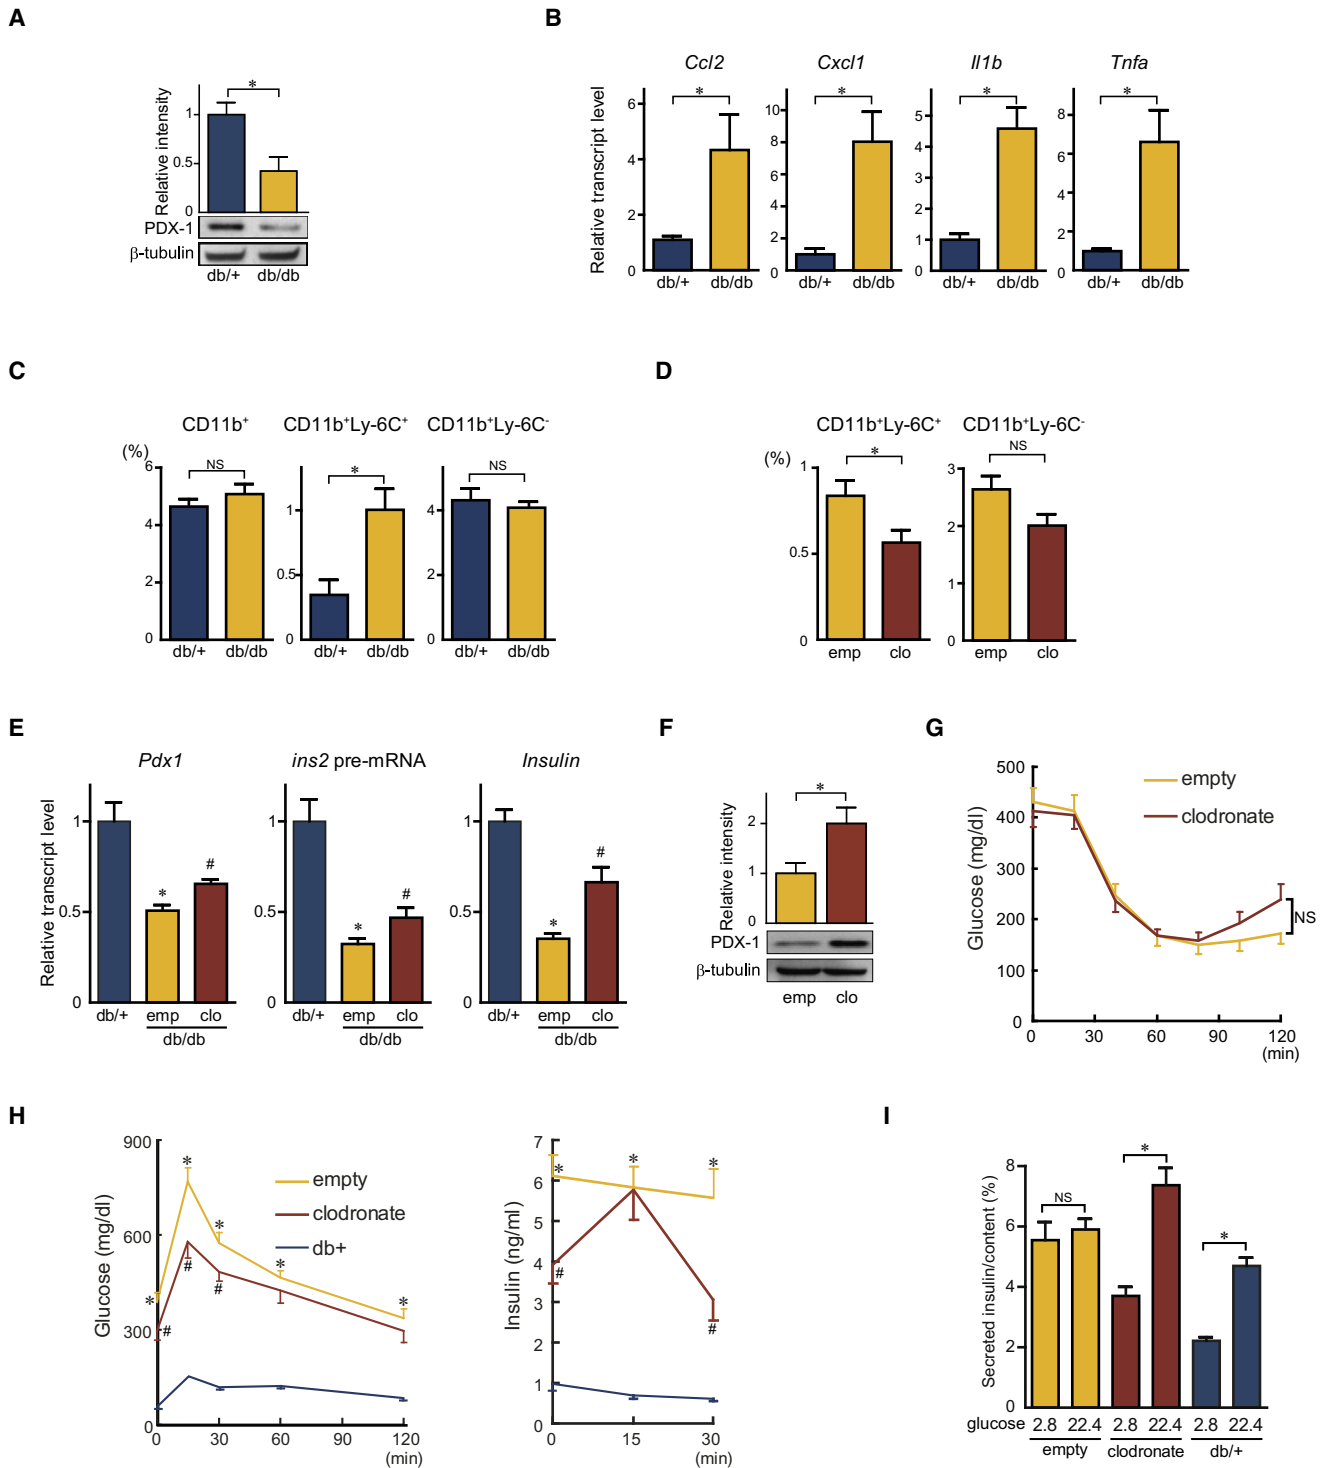 A
Relative intensity
1
0.5
0
*
PDX-1
β-tubulin
db/+ db/db
B
Relative transcript level
Ccl2 Cxcl1 Il1b Tnfa
* * * *
6
4
2
0
10
8
6
4
2
0
5
4
3
2
1
0
8
6
4
2
0
db/+ db/db db/+ db/db db/+ db/db db/+ db/db
C
CD11b+ CD11b+Ly-6C+ CD11b+Ly-6C-
(%)
NS * NS
6
4
2
0
1
0.5
0
4
2
0
db/+ db/db db/+ db/db db/+ db/db
D
CD11b+Ly-6C+ CD11b+Ly-6C-
(%)
* NS
1
0.5
0
3
2
1
0
emp clo emp clo
E
Relative transcript level
Pdx1 ins2 pre-mRNA Insulin
1
0.5
0
* #
1
0.5
0
* #
1
0.5
0
* #
db/+ emp clo db/+ emp clo db/+ emp clo
db/db db/db db/db
F
Relative intensity
*
2
1
0
PDX-1
β-tubulin
emp clo
G
Glucose (mg/dl)
500
400
300
200
100
0
empty
clodronate
NS
0 30 60 90 120
(min)
H
Glucose (mg/dl)
900
600
300
0
* * * * *
# # #
empty
clodronate
db+
0 30 60 90 120
(min)
Insulin (ng/ml)
7
6
5
4
3
2
1
0
* * *
# #
0 15 30
(min)
I
Secreted insulin/content (%)
8
6
4
2
0
NS * *
glucose 2.8 22.4 2.8 22.4 2.8 22.4
empty clodronate db/+